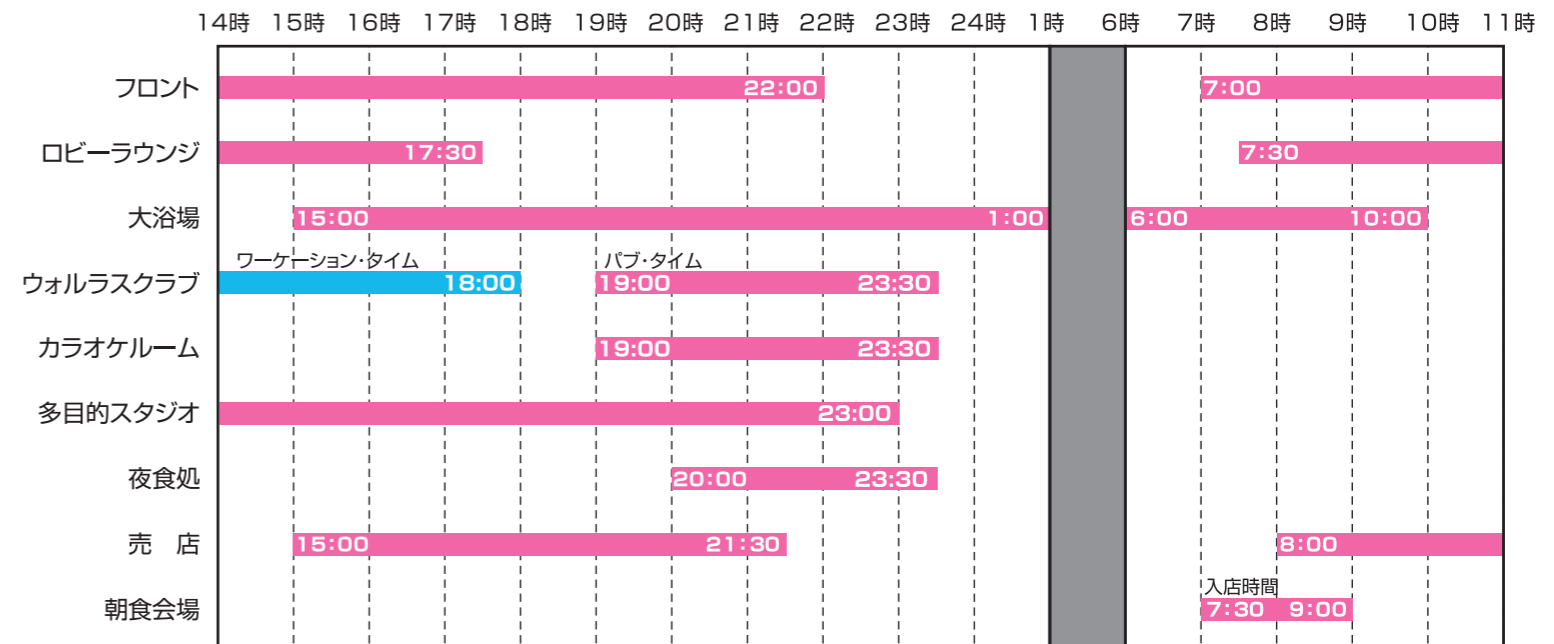 14時 15時 16時 17時 18時 19時 20時 21時 22時 23時 24時 1時 6時 7時 8時 9時 10時 11時
フロント 22:00 7:00
ロビーラウンジ 17:30 7:30
大浴場 15:00 1:00 6:00 10:00
ワーケーション・タイム パブ・タイム
ウォルラスクラブ 18:00 19:00 23:30
カラオケルーム 19:00 23:30
多目的スタジオ 23:00
夜食処 20:00 23:30
売 店 15:00 21:30 8:00
入店時間
朝食会場 7:30 9:00